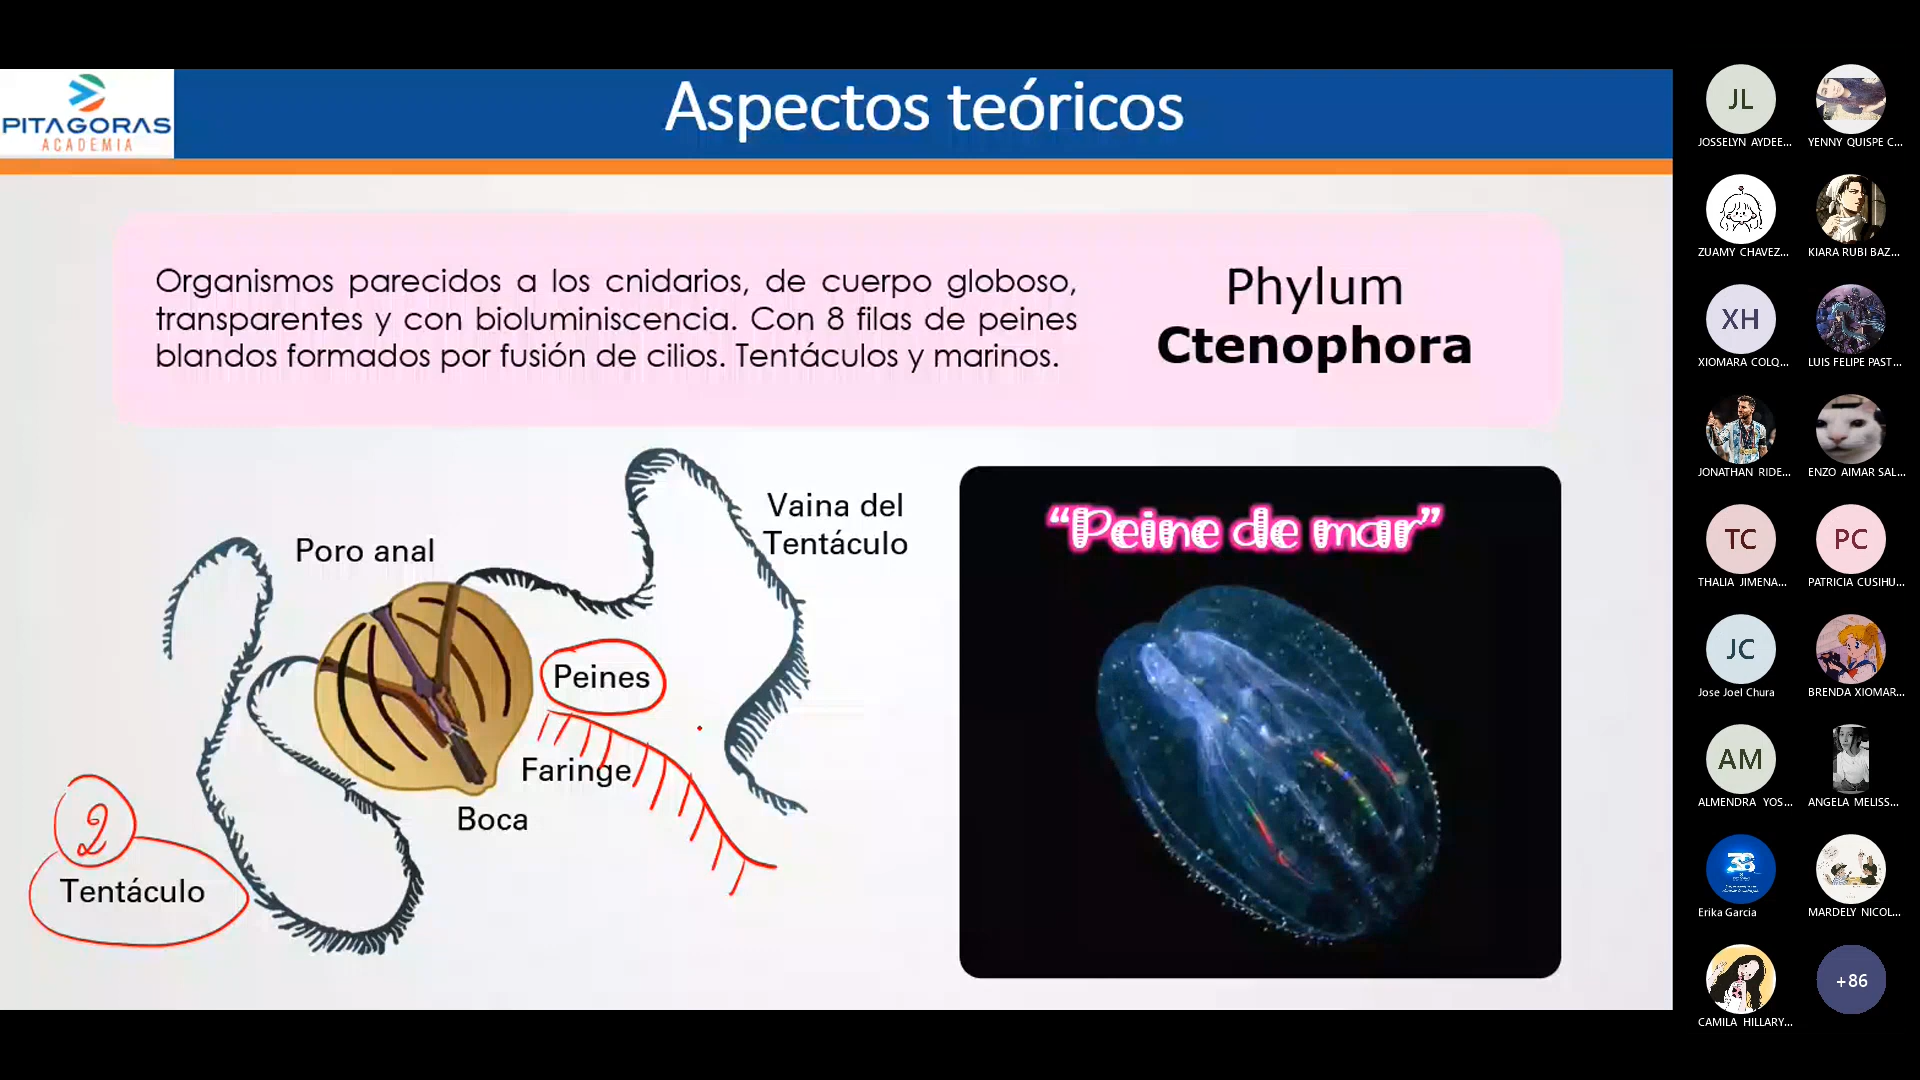 PITAGORAS
ACADEMIA
Aspectos teóricos
Organismos parecidos a los cnidarios, de cuerpo globoso,
transparentes y con bioluminiscencia. Con 8 filas de peines
blandos formados por fusión de cilios. Tentáculos y marinos.
Phylum
Ctenophora
Vaina del
Tentáculo
Poro anal
Peines
Faringe
Boca
2
Tentáculo
“Peine de mar”
JL
JOSSELYN AYDEE...
YENNY QUISPE C...
ZUAMY CHAVEZ...
KIARA RUBI BAZ...
XH
XIOMARA COLQ...
LUIS FELIPE PAST...
JONATHAN RIDE...
ENZO AIMAR SAL...
TC
THALIA JIMENA...
PC
PATRICIA CUSIHU...
JC
Jose Joel Chura
BRENDA XIOMAR...
AM
ALMENDRA YOS...
ANGELA MELISS...
Erika Garcia
MARDELY NICOL...
CAMILA HILLARY...
+86